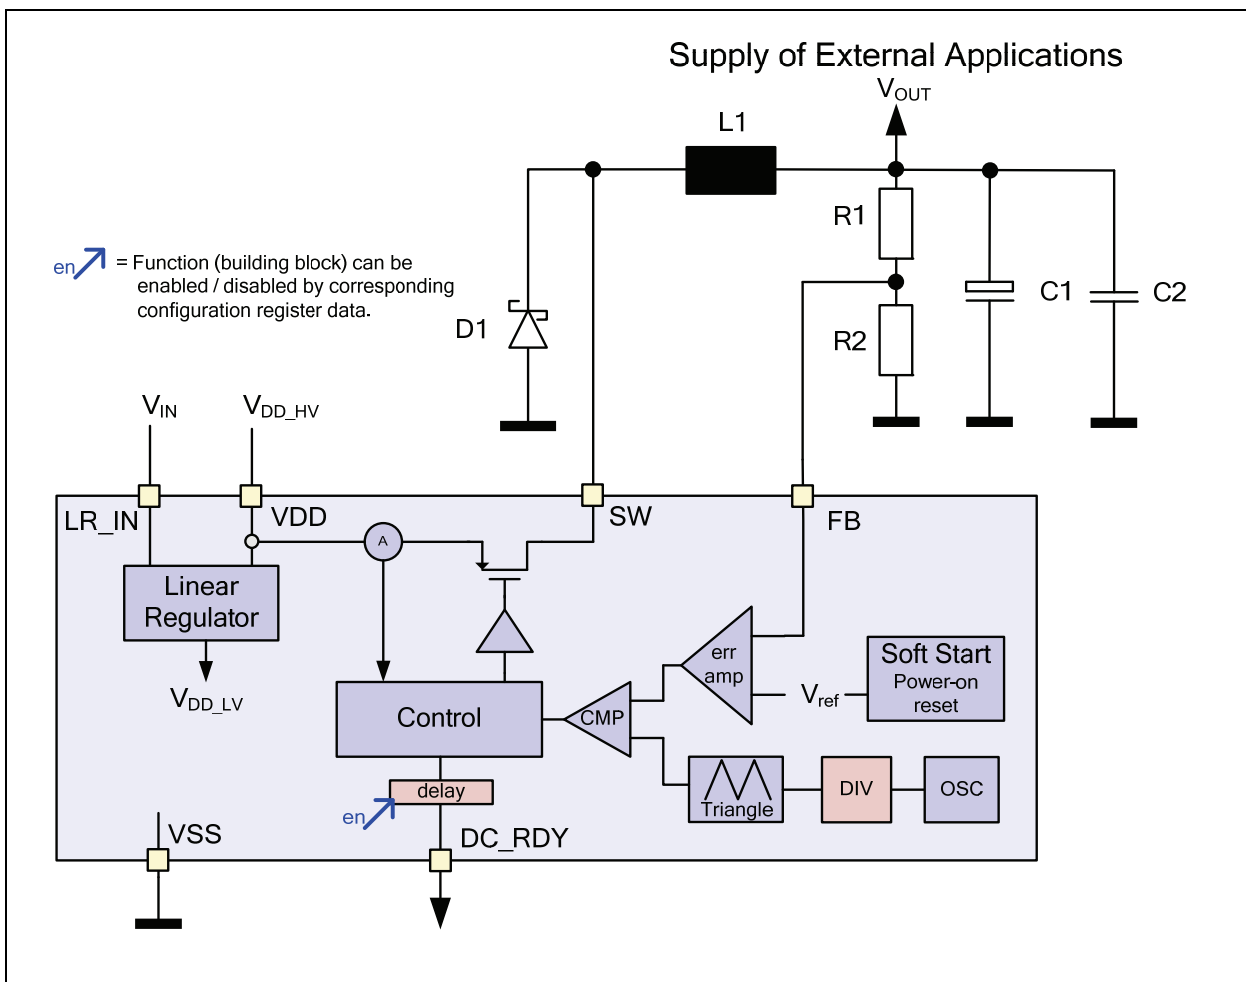 Supply of External Applications
VOUT
L1
R1
en = Function (building block) can be
enabled / disabled by corresponding
configuration register data.
D1
R2
C1
C2
VIN
VDD_HV
LR_IN
VDD
SW
FB
A
Linear
Regulator
VDD_LV
err
amp
Soft Start
Power-on
reset
Vref
Control
CMP
delay
en
Triangle
DIV
OSC
VSS
DC_RDY